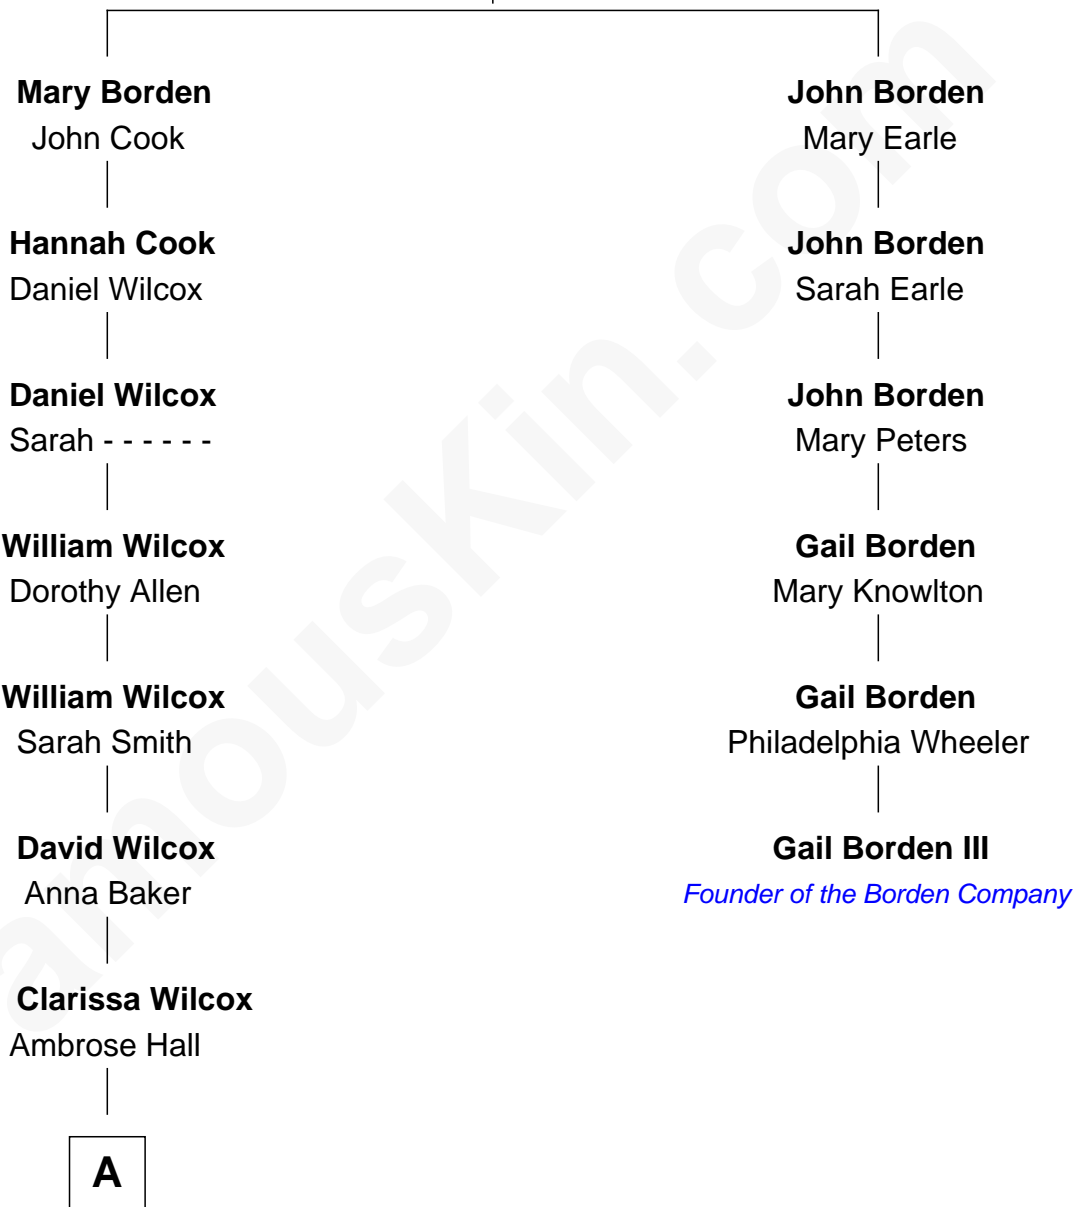 Mary Borden
John Cook
Hannah Cook
Daniel Wilcox
Daniel Wilcox
Sarah - - - - - -
William Wilcox
Dorothy Allen
William Wilcox
Sarah Smith
David Wilcox
Anna Baker
Clarissa Wilcox
Ambrose Hall
A
John Borden
Mary Earle
John Borden
Sarah Earle
John Borden
Mary Peters
Gail Borden
Mary Knowlton
Gail Borden
Philadelphia Wheeler
Gail Borden III
Founder of the Borden Company
amousKin.com